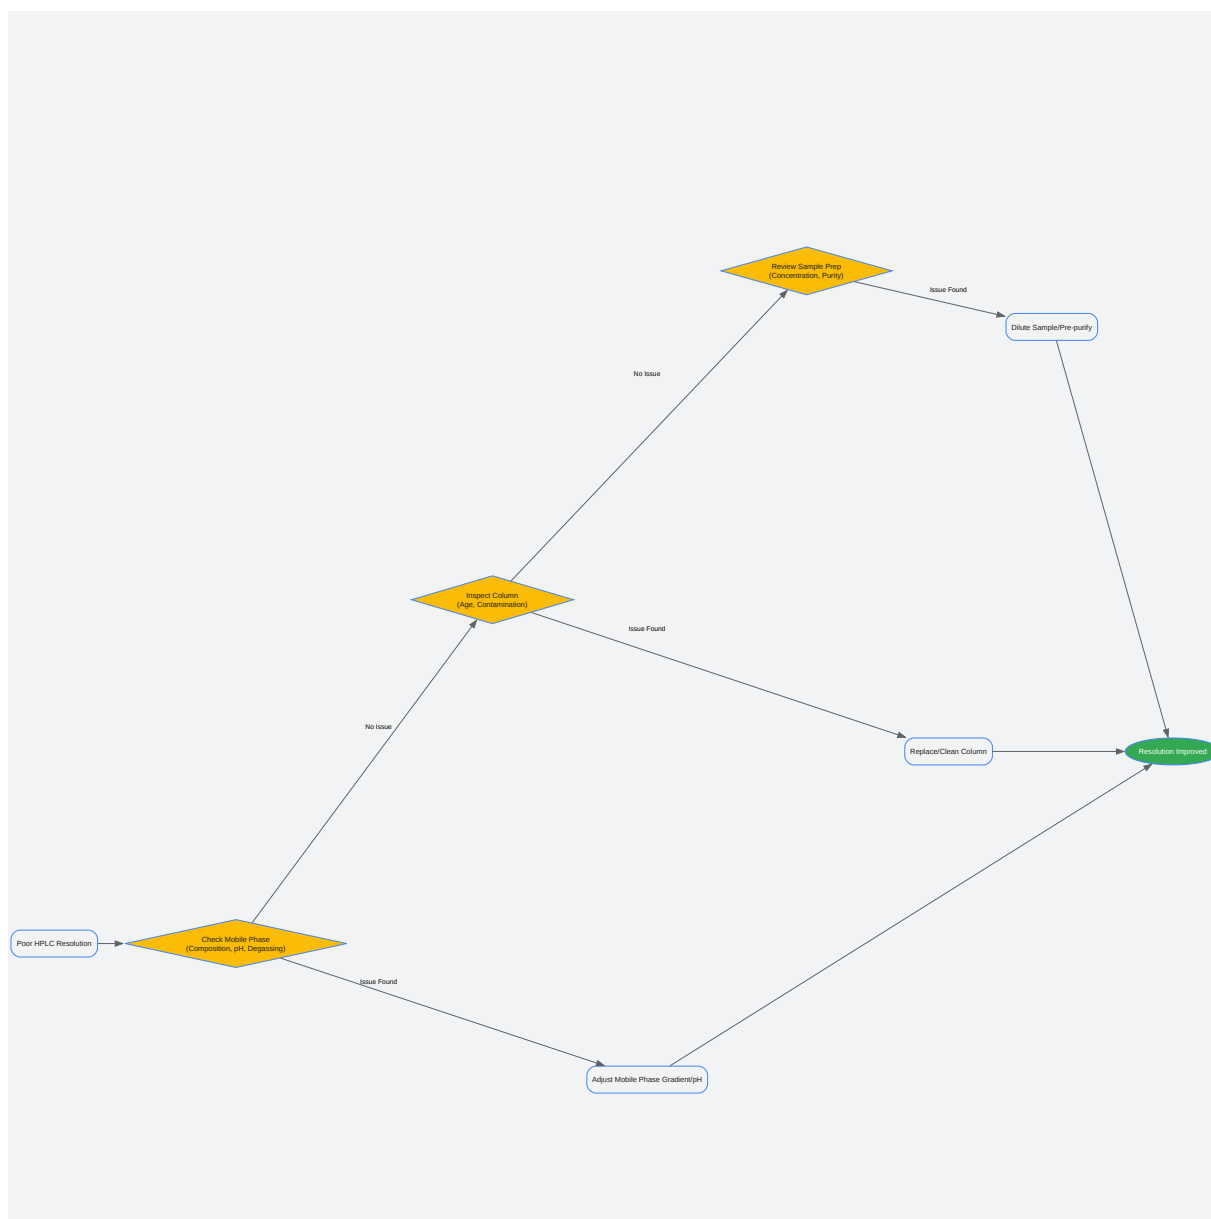 Review Sample Prep
(Concentration, Purity)
Issue Found
Dilute Sample/Pre-purify
No Issue
Inspect Column
(Age, Contamination)
Issue Found
No Issue
Replace/Clean Column
Resolution Improved
Poor HPLC Resolution
Check Mobile Phase
(Composition, pH, Degassing)
Issue Found
Adjust Mobile Phase Gradient/pH